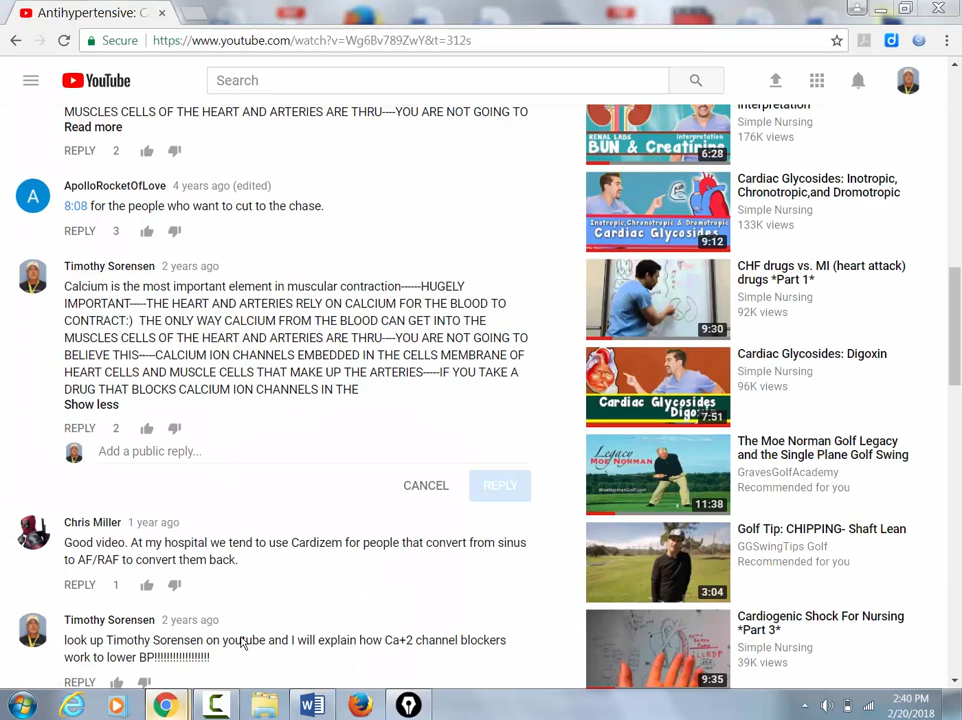 Antihypertensive: C
Secure
https://www.youtube.com/watch?v=Wg6Bv789ZwY&t=312s
YouTube
Search
MUSCLES CELLS OF THE HEART AND ARTERIES ARE THRU----YOU ARE NOT GOING TO
Read more
REPLY 2
A
ApolloRocketOfLove 4 years ago (edited)
8:08 for the people who want to cut to the chase.
REPLY 3
Timothy Sorensen 2 years ago
Calcium is the most important element in muscular contraction------HUGELY
IMPORTANT-----THE HEART AND ARTERIES RELY ON CALCIUM FOR THE BLOOD TO
CONTRACT:) THE ONLY WAY CALCIUM FROM THE BLOOD CAN GET INTO THE
MUSCLES CELLS OF THE HEART AND ARTERIES ARE THRU----YOU ARE NOT GOING TO
BELIEVE THIS-----CALCIUM ION CHANNELS EMBEDDED IN THE CELLS MEMBRANE OF
HEART CELLS AND MUSCLE CELLS THAT MAKE UP THE ARTERIES-----IF YOU TAKE A
DRUG THAT BLOCKS CALCIUM ION CHANNELS IN THE
Show less
REPLY 2
Add a public reply...
CANCEL
REPLY
Chris Miller 1 year ago
Good video. At my hospital we tend to use Cardizem for people that convert from sinus
to AF/RAF to convert them back.
REPLY 1
Timothy Sorensen 2 years ago
look up Timothy Sorensen on youtube and I will explain how Ca+2 channel blockers
work to lower BP!!!!!!!!!!!!!!!!!!
REPLY
Interpretation
Simple Nursing
176K views
RENAL LABS Interpretation
BUN & Creatinine
6:28
Cardiac Glycosides: Inotropic,
Chronotropic,and Dromotropic
Simple Nursing
133K views
Inotropic,Chronotropic & Dromotropic
Cardiac Glycosides
9:12
CHF drugs vs. MI (heart attack)
drugs *Part 1*
Simple Nursing
92K views
9:30
Cardiac Glycosides: Digoxin
Simple Nursing
96K views
Cardiac Glycosides
7:51
The Moe Norman Golf Legacy
and the Single Plane Golf Swing
GravesGolfAcademy
Recommended for you
Legacy
MOE NORMAN
11:38
Golf Tip: CHIPPING- Shaft Lean
GGSwingTips Golf
Recommended for you
3:04
Cardiogenic Shock For Nursing
*Part 3*
Simple Nursing
39K views
9:35
2:40 PM
2/20/2018